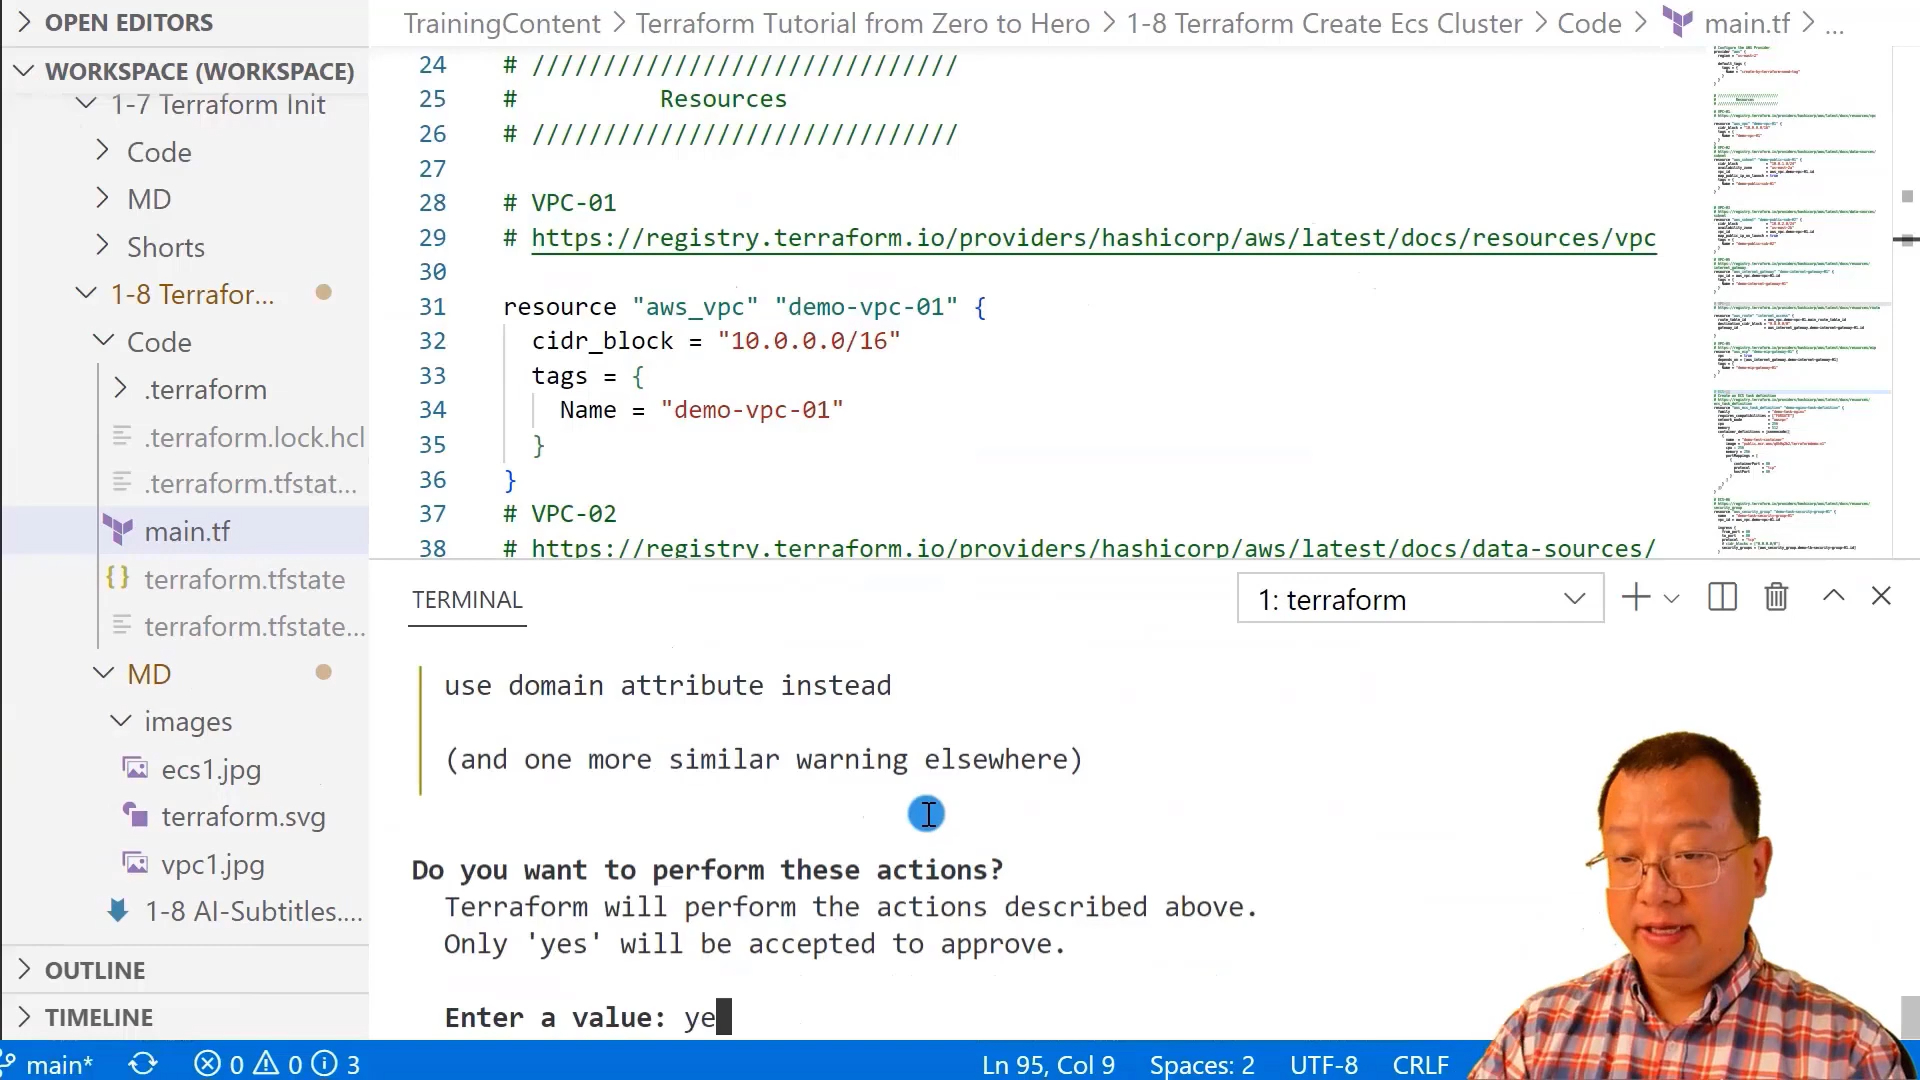 OPEN EDITORS
WORKSPACE (WORKSPACE)
1-7 Terraform Init
Code
MD
Shorts
1-8 Terrafor...
Code
.terraform
.terraform.lock.hcl
.terraform.tfstat...
main.tf
terraform.tfstate
terraform.tfstate...
MD
images
ecs1.jpg
terraform.svg
vpc1.jpg
1-8 AI-Subtitles....
OUTLINE
TIMELINE
TrainingContent > Terraform Tutorial from Zero to Hero > 1-8 Terraform Create Ecs Cluster > Code > main.tf > ...
24 # //////////////////////////////
25 # Resources
26 # //////////////////////////////
27
28 # VPC-01
29 # https://registry.terraform.io/providers/hashicorp/aws/latest/docs/resources/vpc
30
31 resource "aws_vpc" "demo-vpc-01" {
32 cidr_block = "10.0.0.0/16"
33 tags = {
34 Name = "demo-vpc-01"
35 }
36 }
37 # VPC-02
38 # https://registry.terraform.io/providers/hashicorp/aws/latest/docs/data-sources/
TERMINAL
1: terraform
use domain attribute instead
(and one more similar warning elsewhere)
Do you want to perform these actions?
Terraform will perform the actions described above.
Only 'yes' will be accepted to approve.
Enter a value: ye
main* 0 0 3 Ln 95, Col 9 Spaces: 2 UTF-8 CRLF